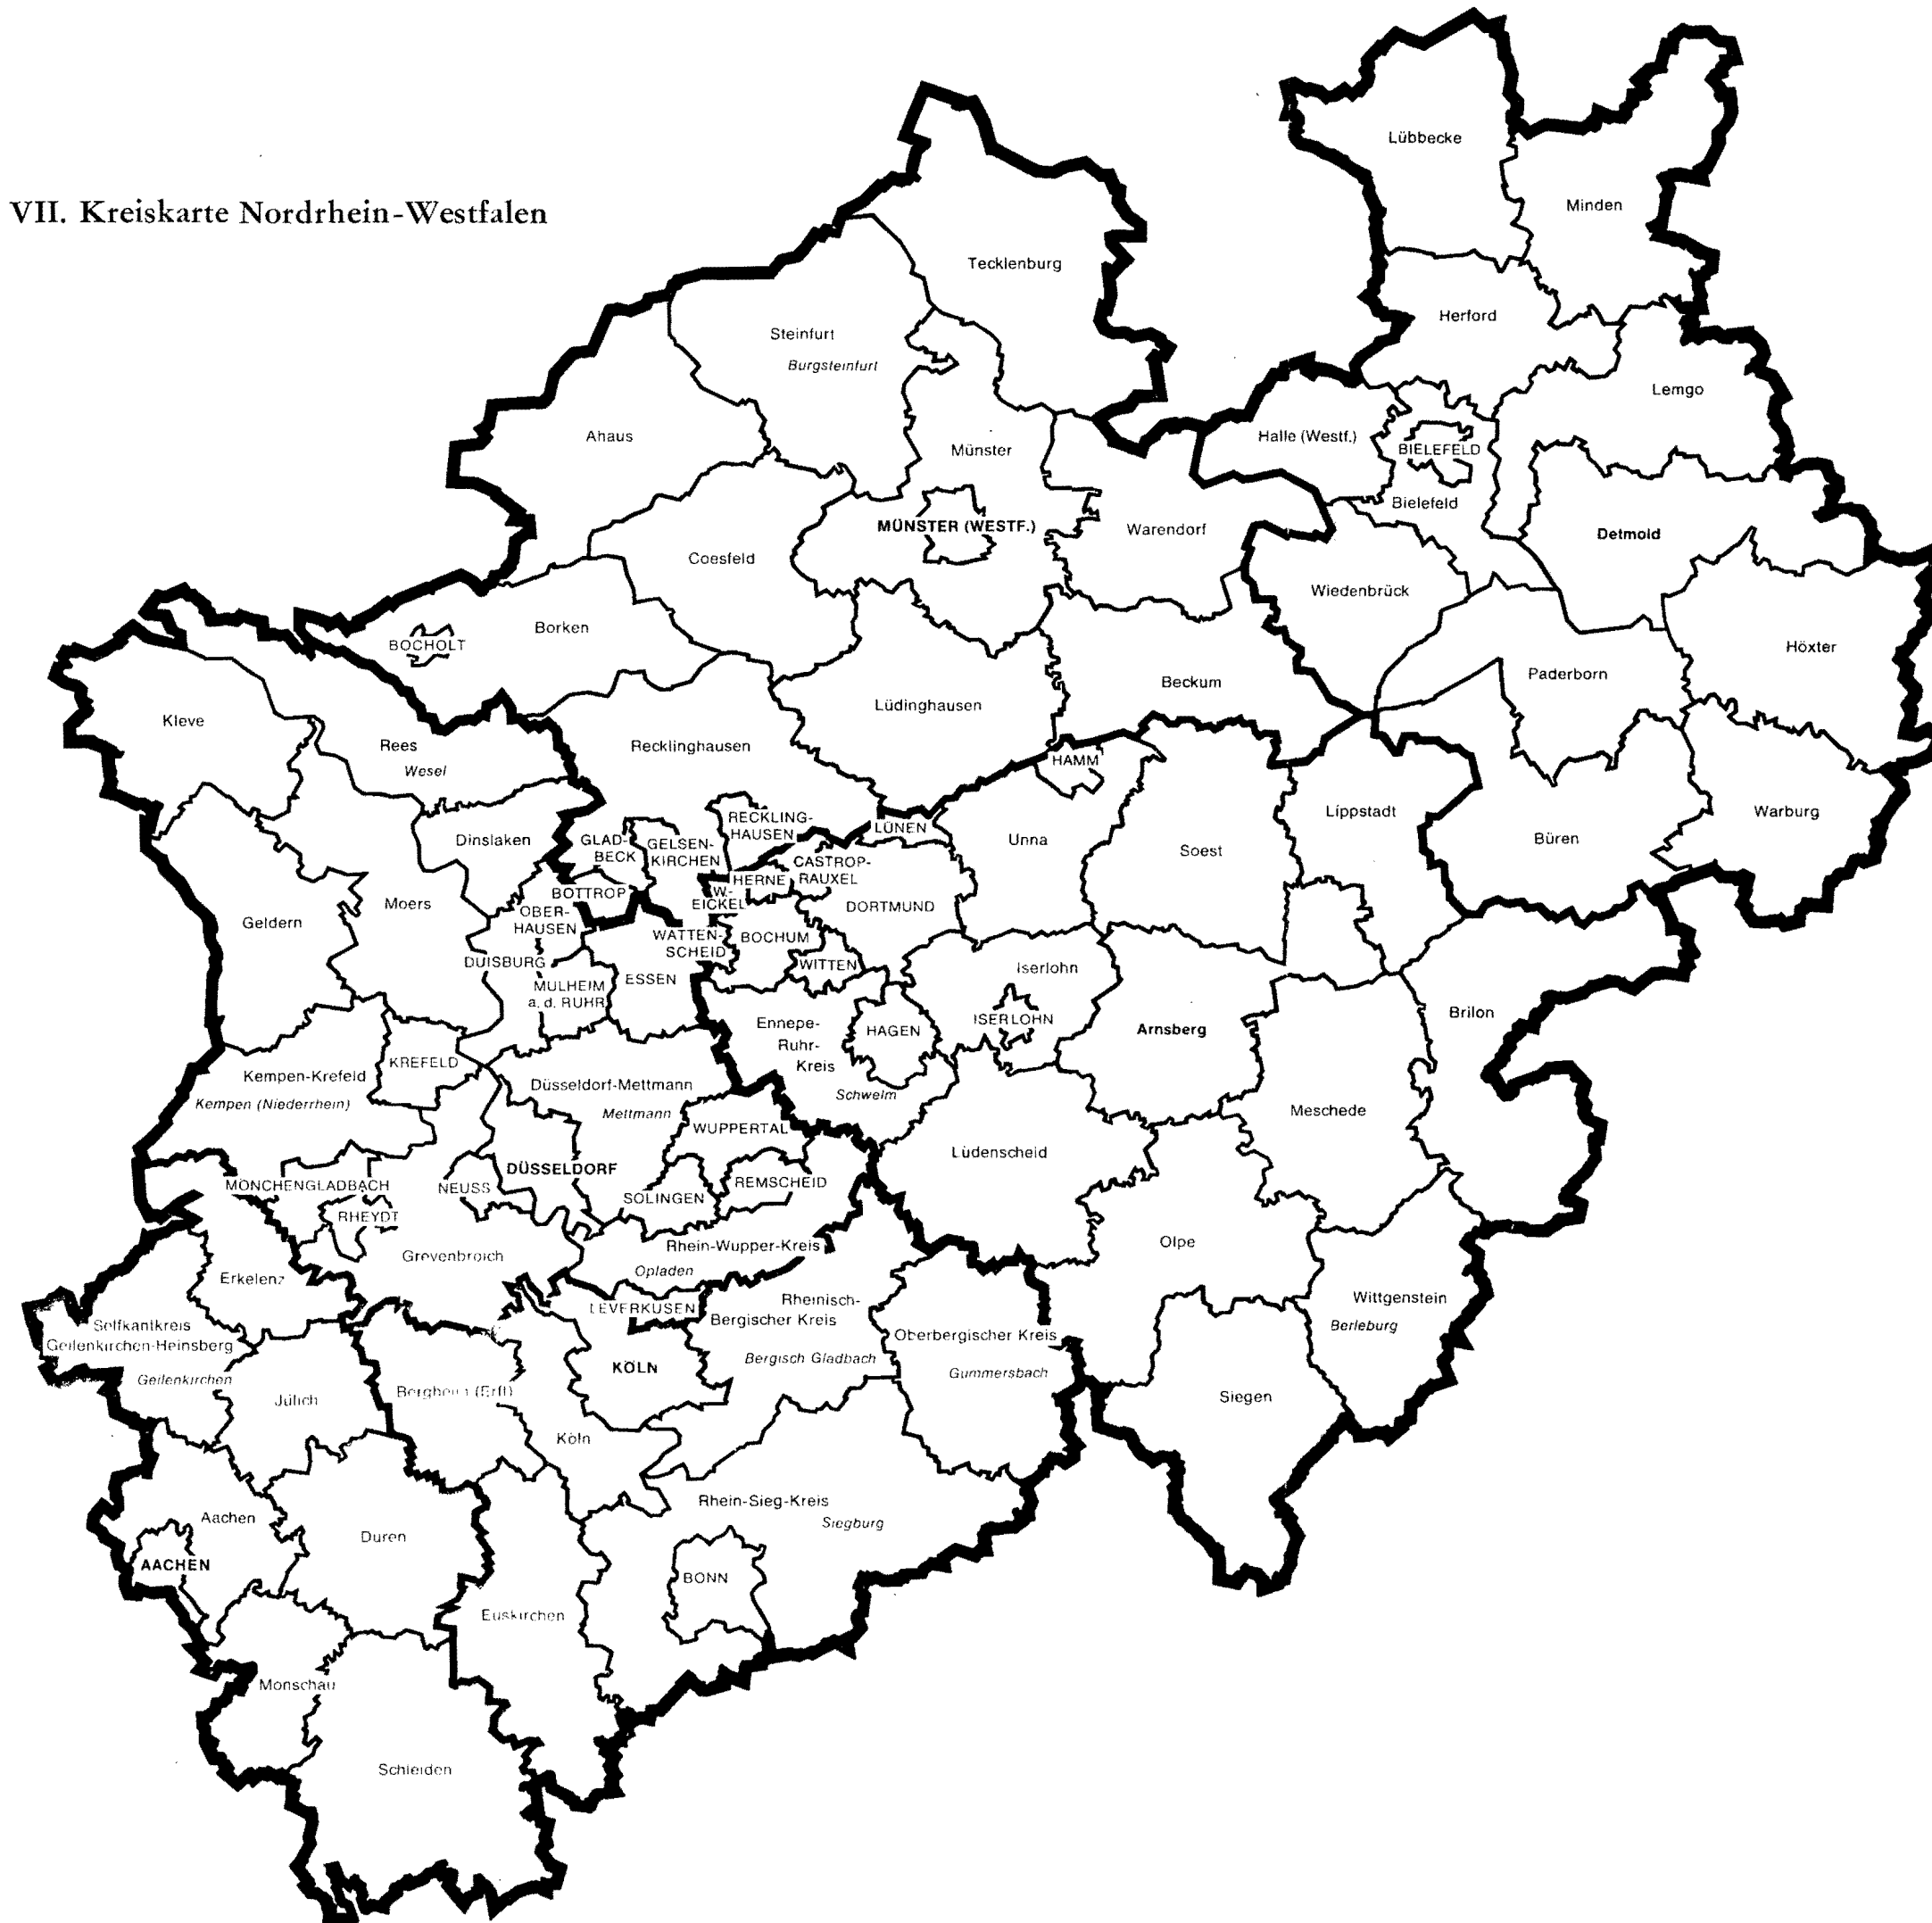 VII. Kreiskarte Nordrhein-Westfalen
Lübbecke
Minden
Tecklenburg
Herford
Steinfurt
Burgsteinfurt
Lemgo
Ahaus
Halle (Westf.)
BIELEFELD
Münster
Bielefeld
MÜNSTER (WESTF.)
Warendorf
Detmold
Coesfeld
Wiedenbrück
Borken
BOCHOLT
Höxter
Paderborn
Beckum
Lüdinghausen
Kleve
Rees
Wesel
Recklinghausen
HAMM
Lippstadt
Warburg
RECKLING-
HAUSEN
LÜNEN
Unna
Büren
Soest
Dinslaken
GLAD-
BECK
GELSEN-
KIRCHEN
CASTROP-
RAUXEL
HERNE
BOTTROP
W.-
EICKEL
DORTMUND
Moers
Geldern
OBER-
HAUSEN
WATTEN-
SCHEID
BOCHUM
WITTEN
DUISBURG
MÜLHEIM
a. d. RUHR
ESSEN
Iserlohn
ISERLOHN
Ennepe-
Ruhr-
Kreis
Schwelm
HAGEN
Arnsberg
Brilon
KREFELD
Kempen-Krefeld
Kempen (Niederrhein)
Düsseldorf-Mettmann
Mettmann
WUPPERTAL
Meschede
Lüdenscheid
DÜSSELDORF
MÖNCHENGLADBACH
NEUSS
SOLINGEN
REMSCHEID
RHEYDT
Grevenbroich
Rhein-Wupper-Kreis
Opladen
Olpe
Erkelenz
Wittgenstein
Berleburg
LEVERKUSEN
Rheinisch-
Bergischer Kreis
Bergisch Gladbach
Selfkantkreis
Geilenkirchen-Heinsberg
Geilenkirchen
Oberbergischer Kreis
Gummersbach
KÖLN
Jülich
Bergheim (Erft)
Siegen
Köln
Rhein-Sieg-Kreis
Siegburg
Aachen
AACHEN
Düren
BONN
Euskirchen
Monschau
Schleiden